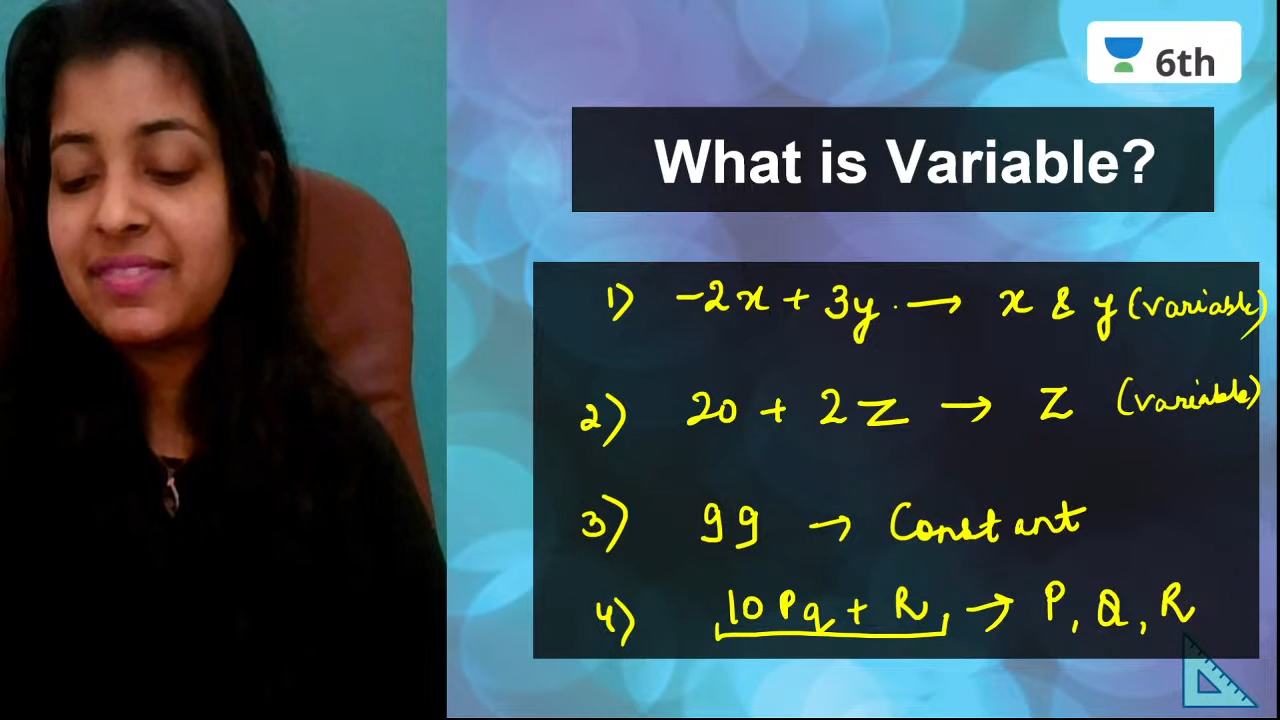 6th
What is Variable?
1) -2x + 3y. → x & y (variable)
2) 20 + 2z → z (variable)
3) 99 → Constant
4) 10Pq + R, → P, Q, R